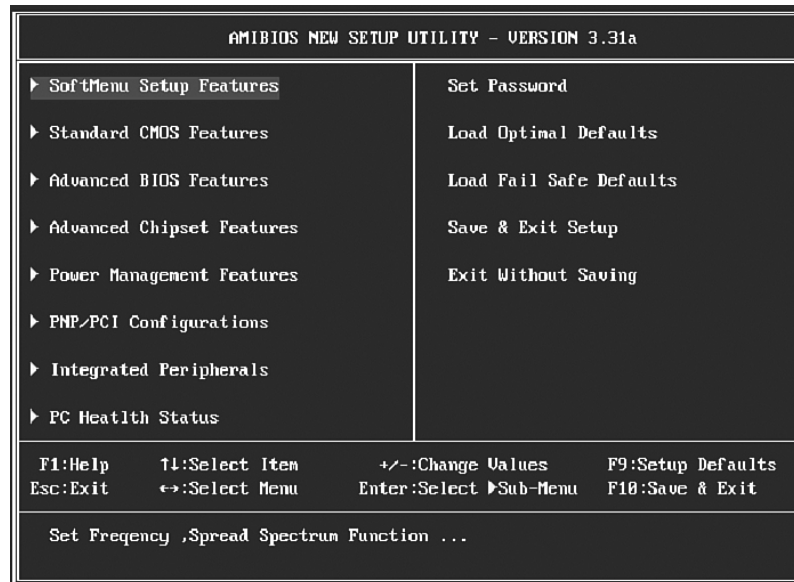 AMIBIOS NEW SETUP UTILITY - VERSION 3.31a
▶ SoftMenu Setup Features
▶ Standard CMOS Features
▶ Advanced BIOS Features
▶ Advanced Chipset Features
▶ Power Management Features
▶ PNP/PCI Configurations
▶ Integrated Peripherals
▶ PC Heatlth Status
Set Password
Load Optimal Defaults
Load Fail Safe Defaults
Save & Exit Setup
Exit Without Saving
F1:Help ↑↓:Select Item +/-:Change Values F9:Setup Defaults
Esc:Exit ↔:Select Menu Enter:Select ▶Sub-Menu F10:Save & Exit
Set Freqency ,Spread Spectrum Function ...